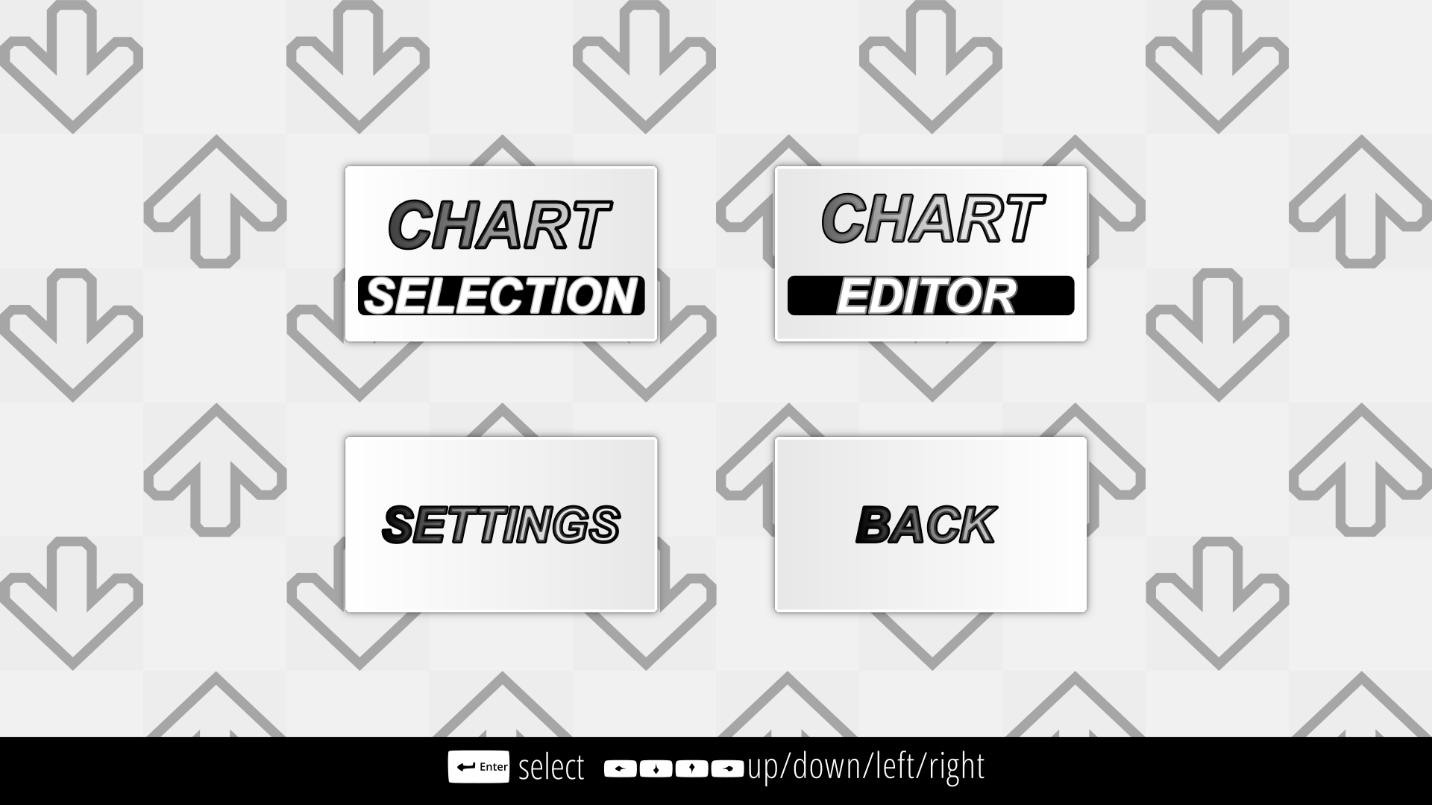 CHART
SELECTION
CHART
EDITOR
SETTINGS
BACK
Enter select up/down/left/right